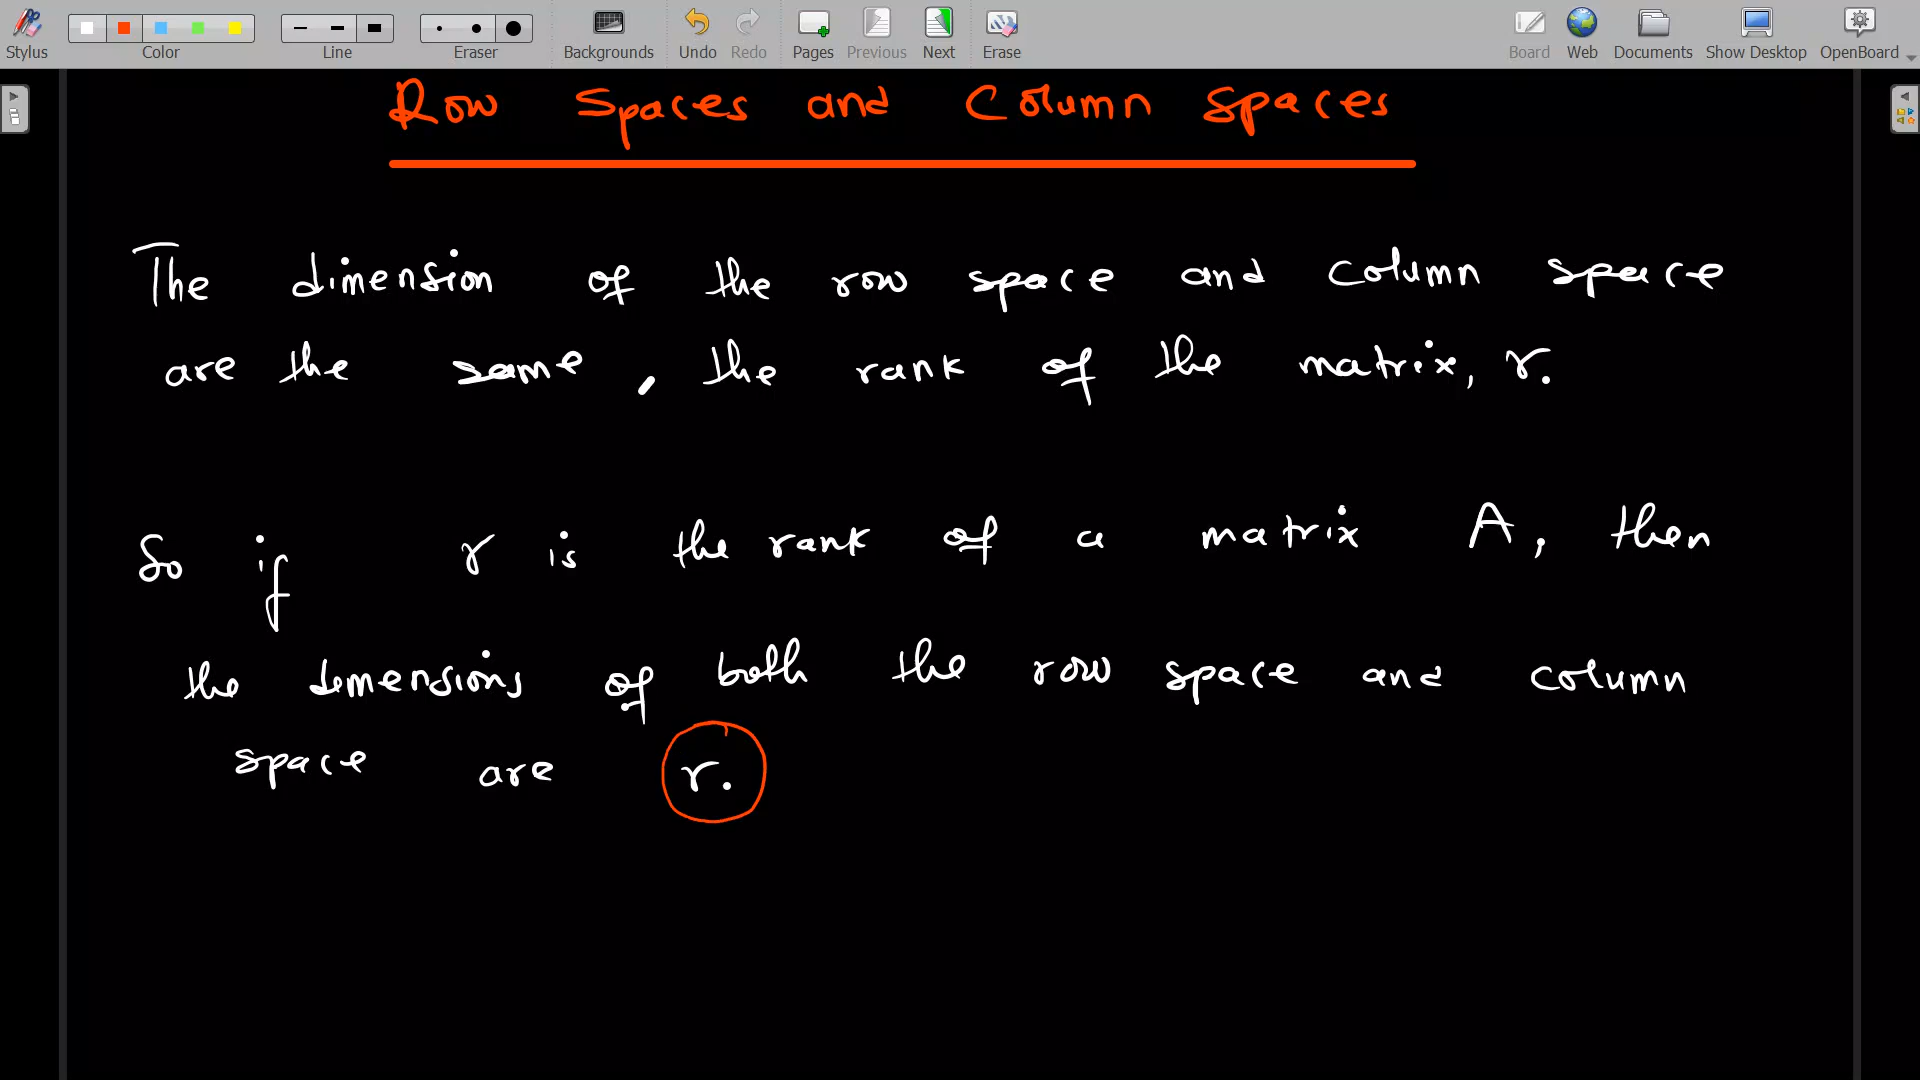 Stylus Color Line Eraser Backgrounds Undo Redo Pages Previous Next Erase Board Web Documents Show Desktop OpenBoard
Row Spaces and Column Spaces
The dimension of the row space and column space
are the same, the rank of the matrix, r.
So if r is the rank of a matrix A, then
the dimensions of both the row space and column
space are r.